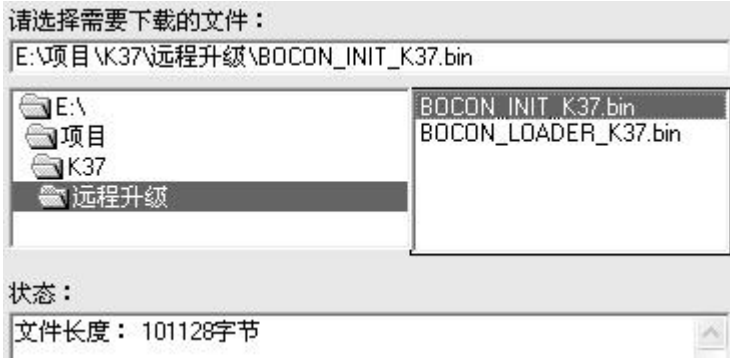 请选择需要下载的文件：
E:\项目\K37\远程升级\BOCON_INIT_K37.bin
E:\
项目
K37
远程升级
BOCON_INIT_K37.bin
BOCON_LOADER_K37.bin
状态：
文件长度： 101128字节